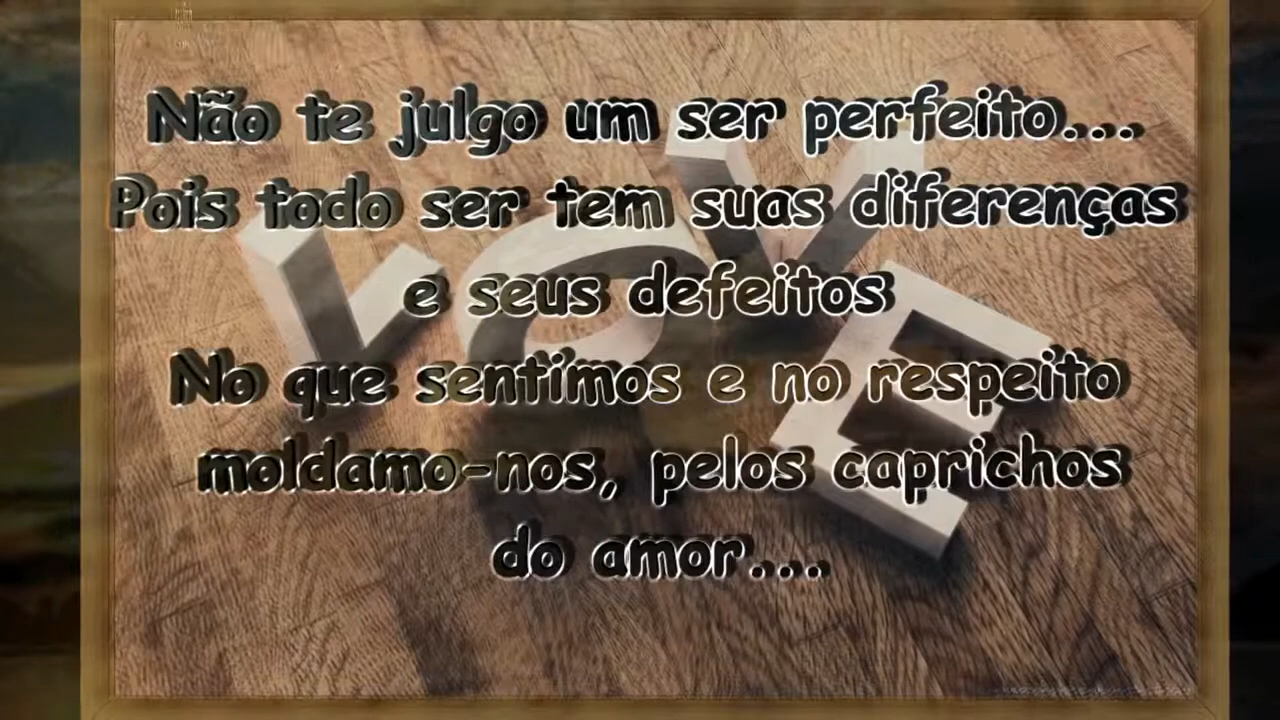 Não te julgo um ser perfeito...
Pois todo ser tem suas diferenças
e seus defeitos
No que sentimos e no respeito
moldamo-nos, pelos caprichos
do amor....
LOVE